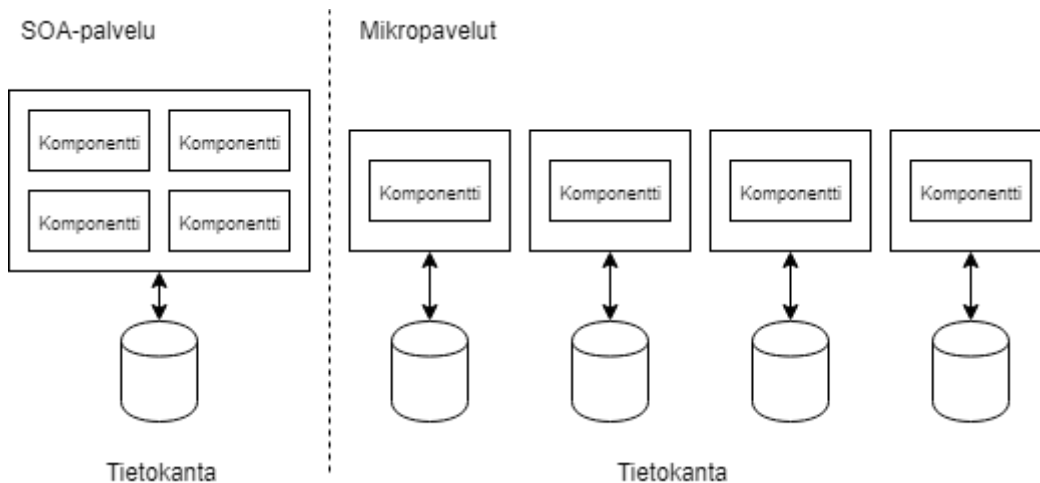 SOA-palvelu
Mikropavelut
Komponentti
Komponentti
Komponentti
Komponentti
Komponentti
Komponentti
Komponentti
Komponentti
Tietokanta
Tietokanta